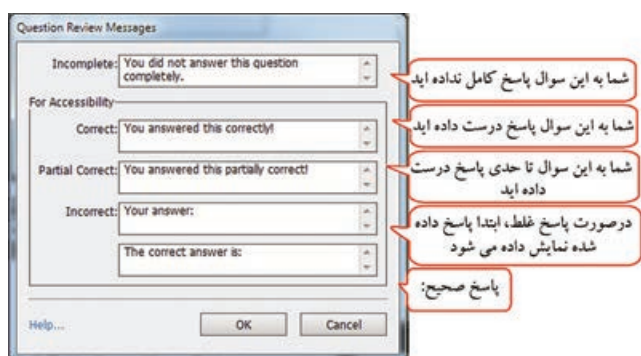 Question Review Messages
Incomplete: You did not answer this question
completely.
شما به این سوال پاسخ کامل نداده اید
For Accessibility
Correct: You answered this correctly!
شما به این سوال پاسخ درست داده اید
Partial Correct: You answered this partially correct!
شما به این سوال تا حدی پاسخ درست
داده اید
Incorrect: Your answer:
درصورت پاسخ غلط، ابتدا پاسخ داده
شده نمایش داده می شود
The correct answer is:
پاسخ صحیح:
Help... OK Cancel